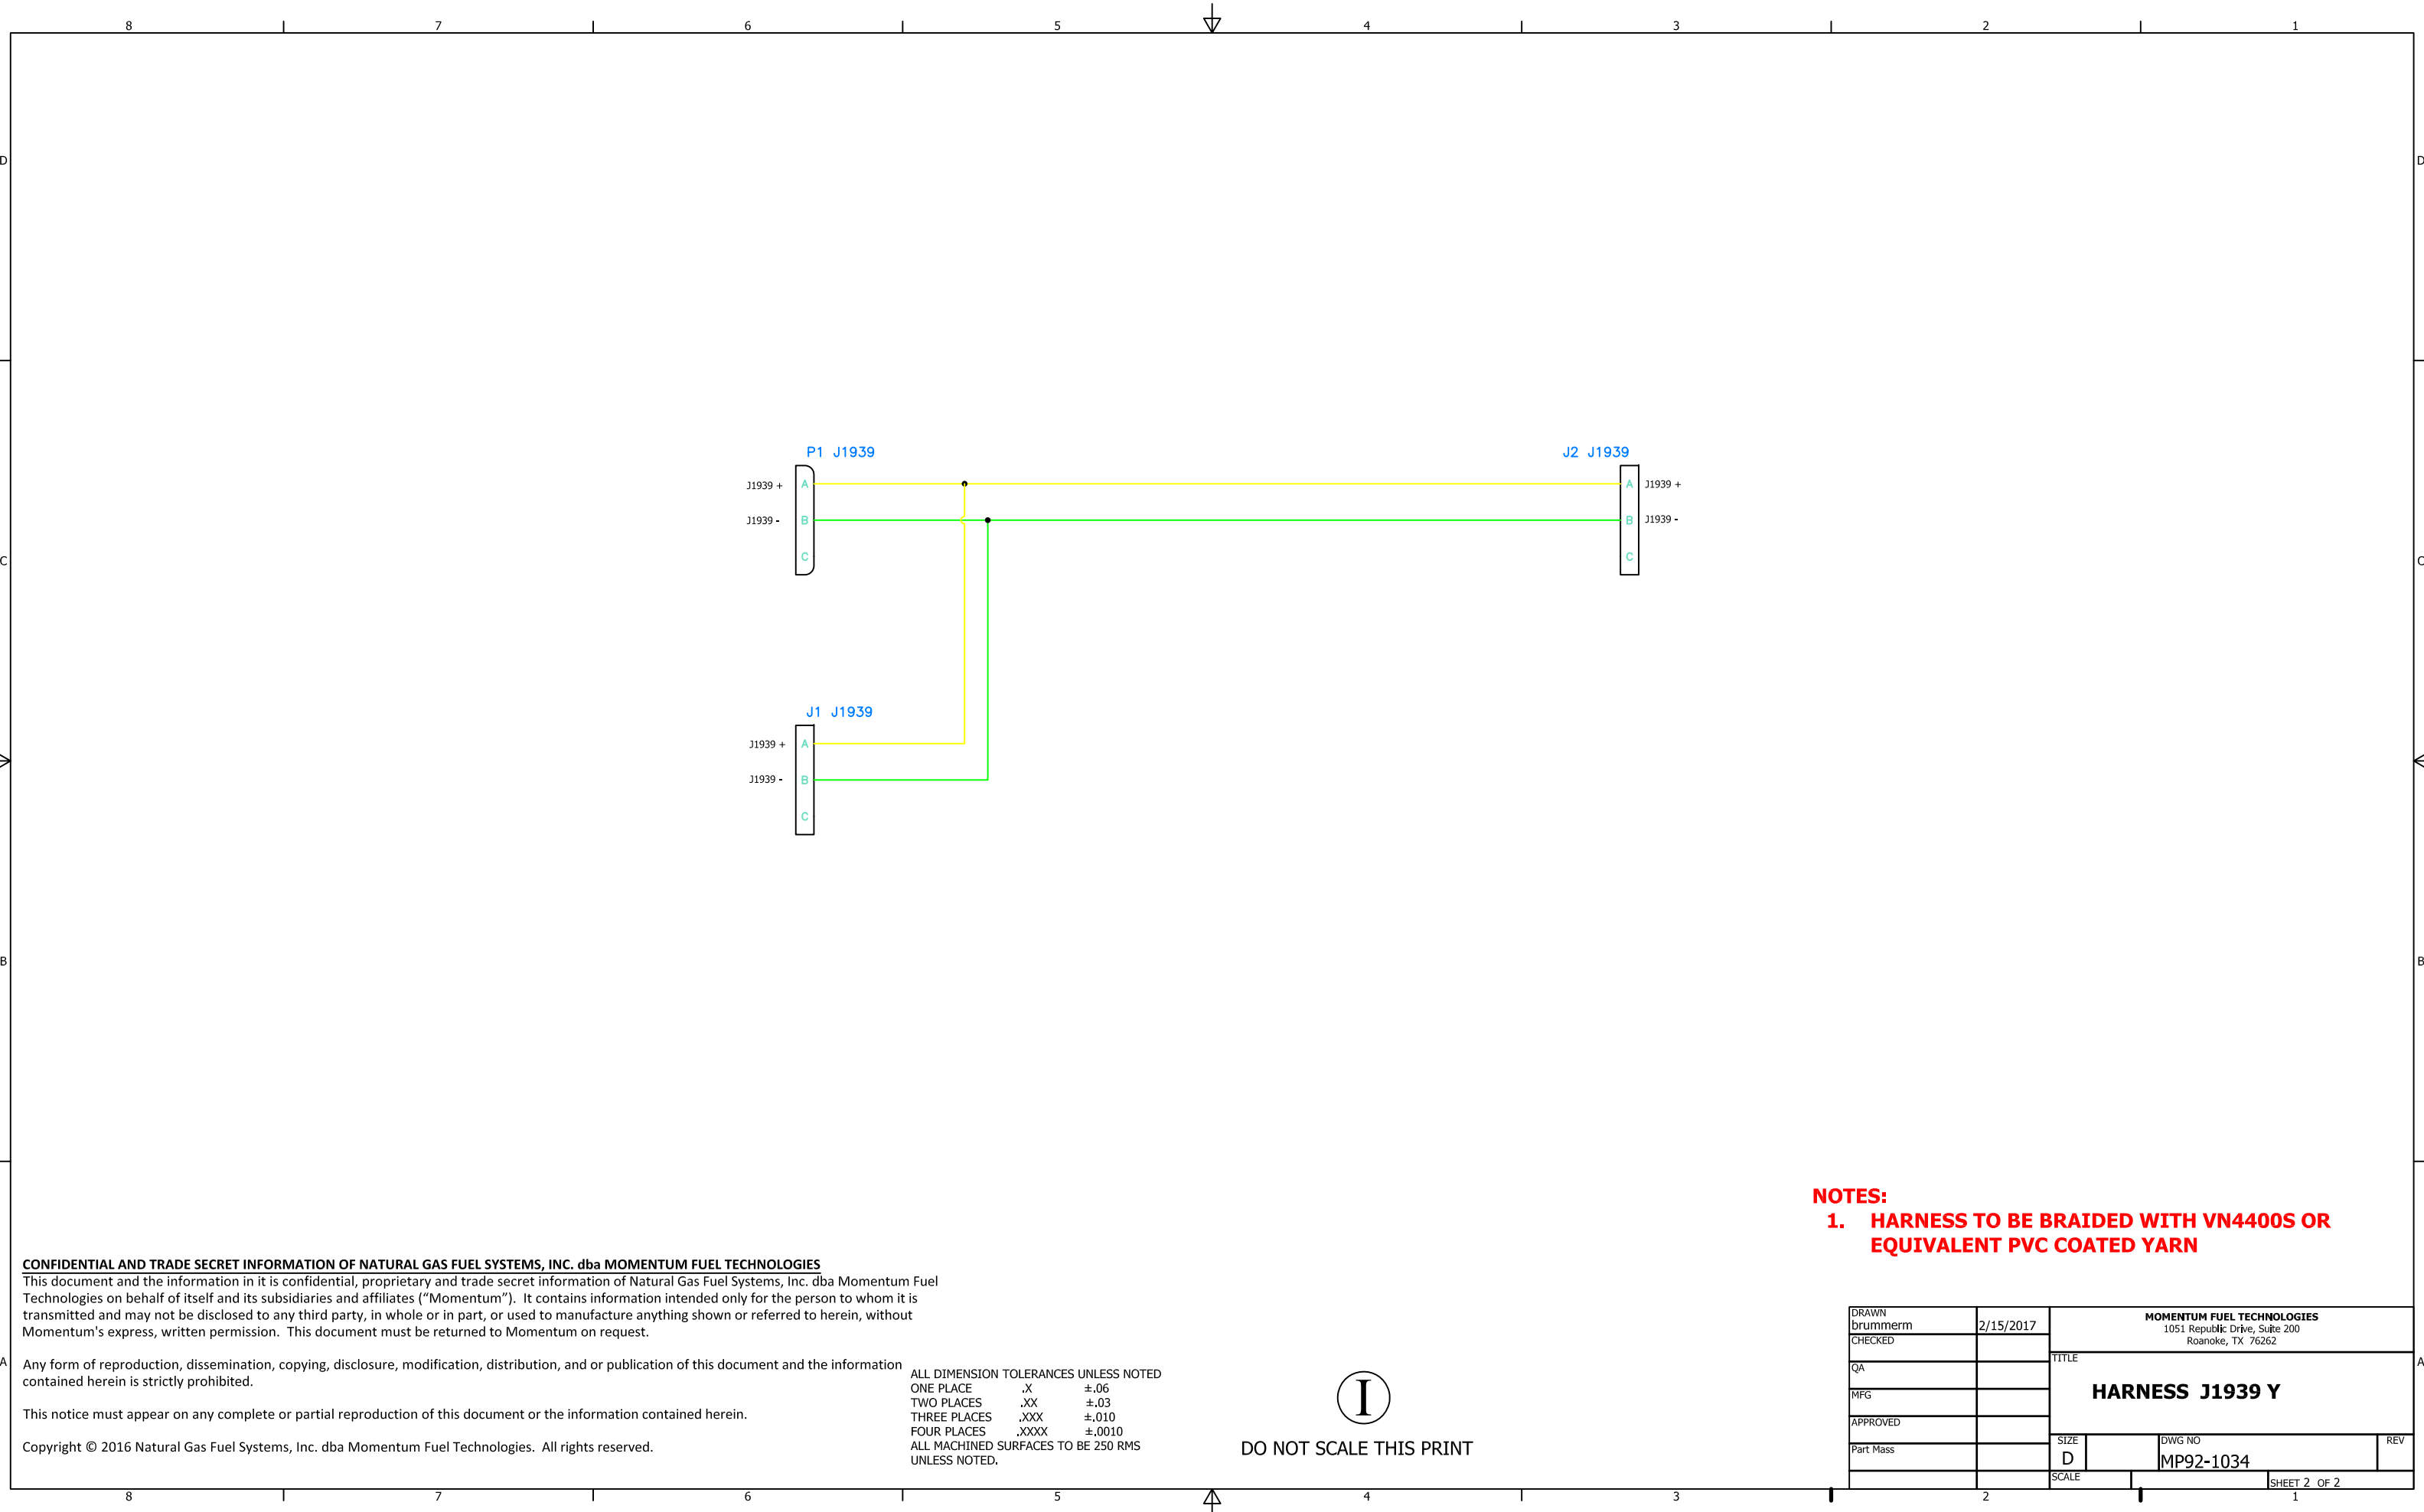 8 7 6 5 4 3 2 1
D D
P1 J1939
J2 J1939
J1939 + A
A J1939 +
J1939 - B
B J1939 -
C
C
C C
J1 J1939
J1939 + A
J1939 - B
C
B B
NOTES:
1. HARNESS TO BE BRAIDED WITH VN4400S OR
EQUIVALENT PVC COATED YARN
CONFIDENTIAL AND TRADE SECRET INFORMATION OF NATURAL GAS FUEL SYSTEMS, INC. dba MOMENTUM FUEL TECHNOLOGIES
This document and the information in it is confidential, proprietary and trade secret information of Natural Gas Fuel Systems, Inc. dba Momentum Fuel
Technologies on behalf of itself and its subsidiaries and affiliates (“Momentum”). It contains information intended only for the person to whom it is
transmitted and may not be disclosed to any third party, in whole or in part, or used to manufacture anything shown or referred to herein, without
Momentum's express, written permission. This document must be returned to Momentum on request.
A A
Any form of reproduction, dissemination, copying, disclosure, modification, distribution, and or publication of this document and the information
contained herein is strictly prohibited.
This notice must appear on any complete or partial reproduction of this document or the information contained herein.
Copyright © 2016 Natural Gas Fuel Systems, Inc. dba Momentum Fuel Technologies. All rights reserved.
ALL DIMENSION TOLERANCES UNLESS NOTED
ONE PLACE .X ±.06
TWO PLACES .XX ±.03
THREE PLACES .XXX ±.010
FOUR PLACES .XXXX ±.0010
ALL MACHINED SURFACES TO BE 250 RMS
UNLESS NOTED.
I
DO NOT SCALE THIS PRINT
DRAWN
brummerm 2/15/2017
CHECKED
QA
MFG
APPROVED
Part Mass
MOMENTUM FUEL TECHNOLOGIES
1051 Republic Drive, Suite 200
Roanoke, TX 76262
TITLE
HARNESS J1939 Y
SIZE
D
DWG NO
MP92-1034
REV
SCALE
SHEET 2 OF 2
8 7 6 5 4 3 2 1